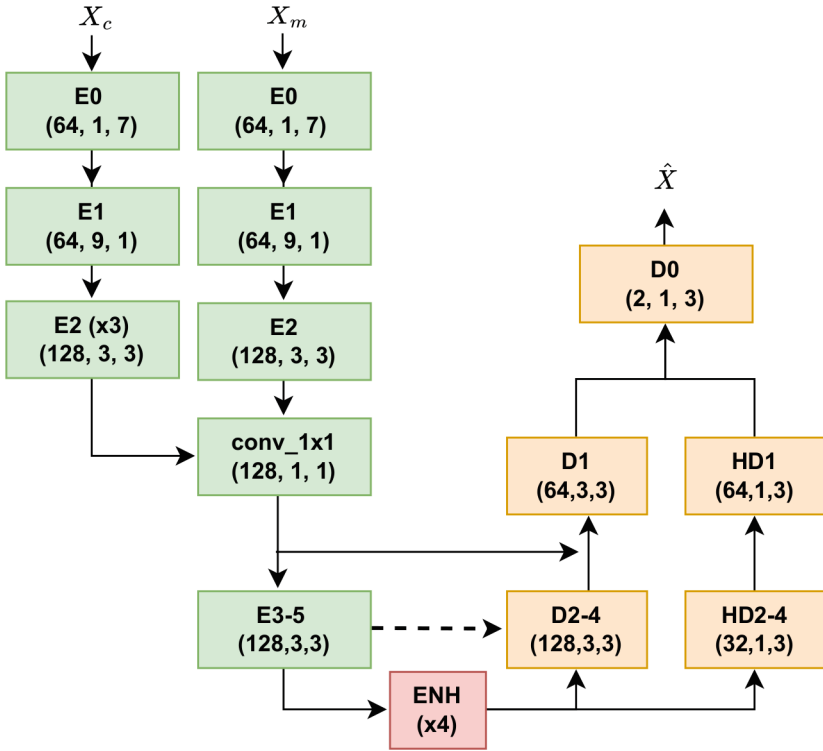 X_c
X_m
E0
(64, 1, 7)
E0
(64, 1, 7)
E1
(64, 9, 1)
E1
(64, 9, 1)
E2 (x3)
(128, 3, 3)
E2
(128, 3, 3)
conv_1x1
(128, 1, 1)
E3-5
(128,3,3)
ENH
(x4)
X̂
D0
(2, 1, 3)
D1
(64,3,3)
HD1
(64,1,3)
D2-4
(128,3,3)
HD2-4
(32,1,3)